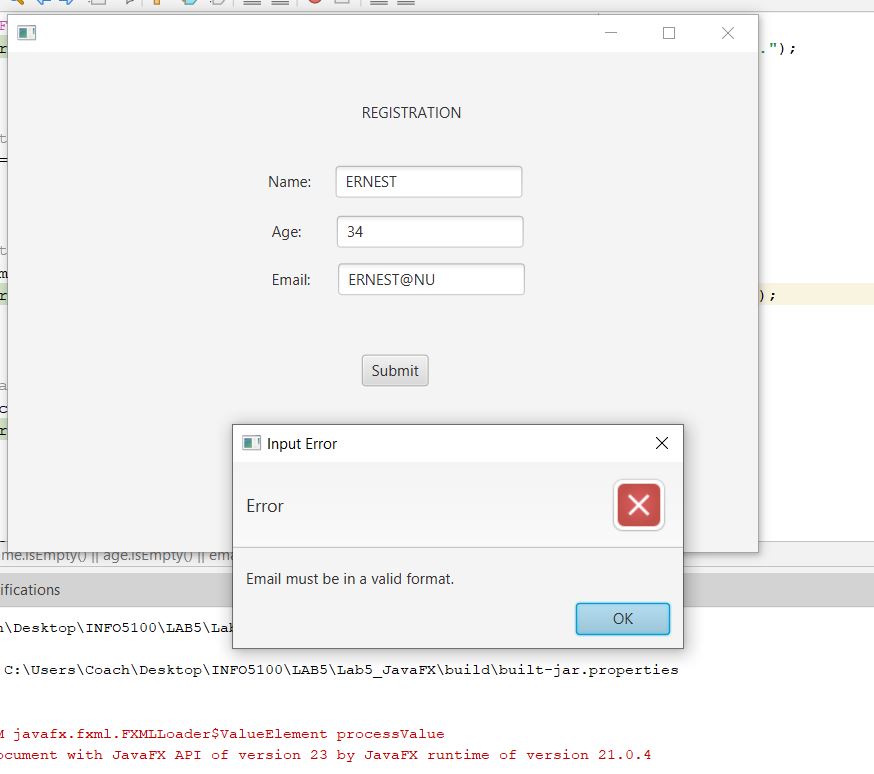 .");
REGISTRATION
Name: ERNEST
Age: 34
Email: ERNEST@NU
);
Submit
Input Error
Error
Email must be in a valid format.
OK
me.isEmpty() || age.isEmpty() || ema
ifications
\Desktop\INFO5100\LAB5\La
C:\Users\Coach\Desktop\INFO5100\LAB5\Lab5_JavaFX\build\built-jar.properties
M javafx.fxml.FXMLLoader$ValueElement processValue
ocument with JavaFX API of version 23 by JavaFX runtime of version 21.0.4